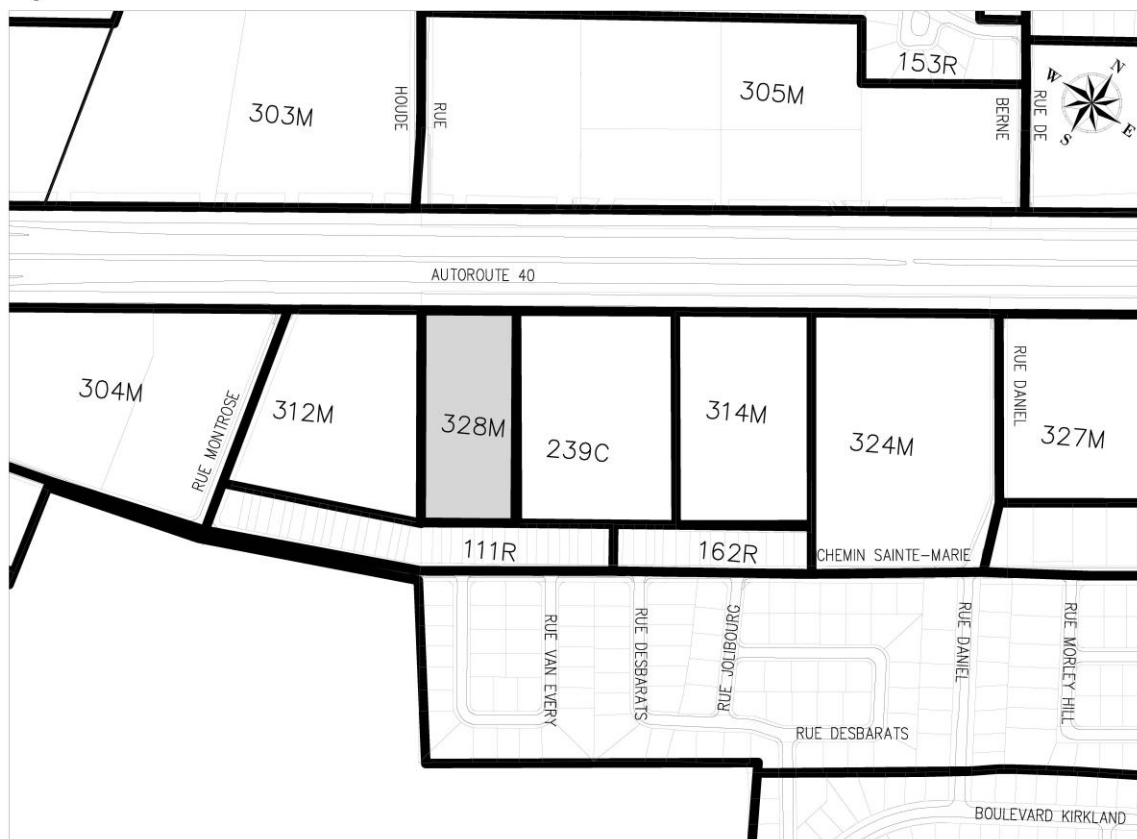 153R
303M
HOUDE
RUE
305M
BERNE
RUE DE
N
W
E
S
AUTOROUTE 40
304M
RUE MONTROSE
312M
328M
239C
314M
324M
RUE DANIEL
327M
111R
162R
CHEMIN SAINTE-MARIE
RUE VAN EVERY
RUE DESBARATS
RUE JOLIBOURG
RUE DANIEL
RUE MORLEY HILL
RUE DESBARATS
BOULEVARD KIRKLAND